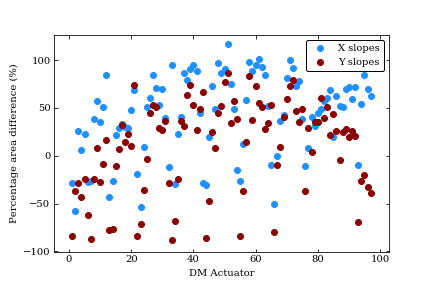 Percentage area difference (%)
100
50
0
−50
−100
X slopes
Y slopes
0 20 40 60 80 100
DM Actuator